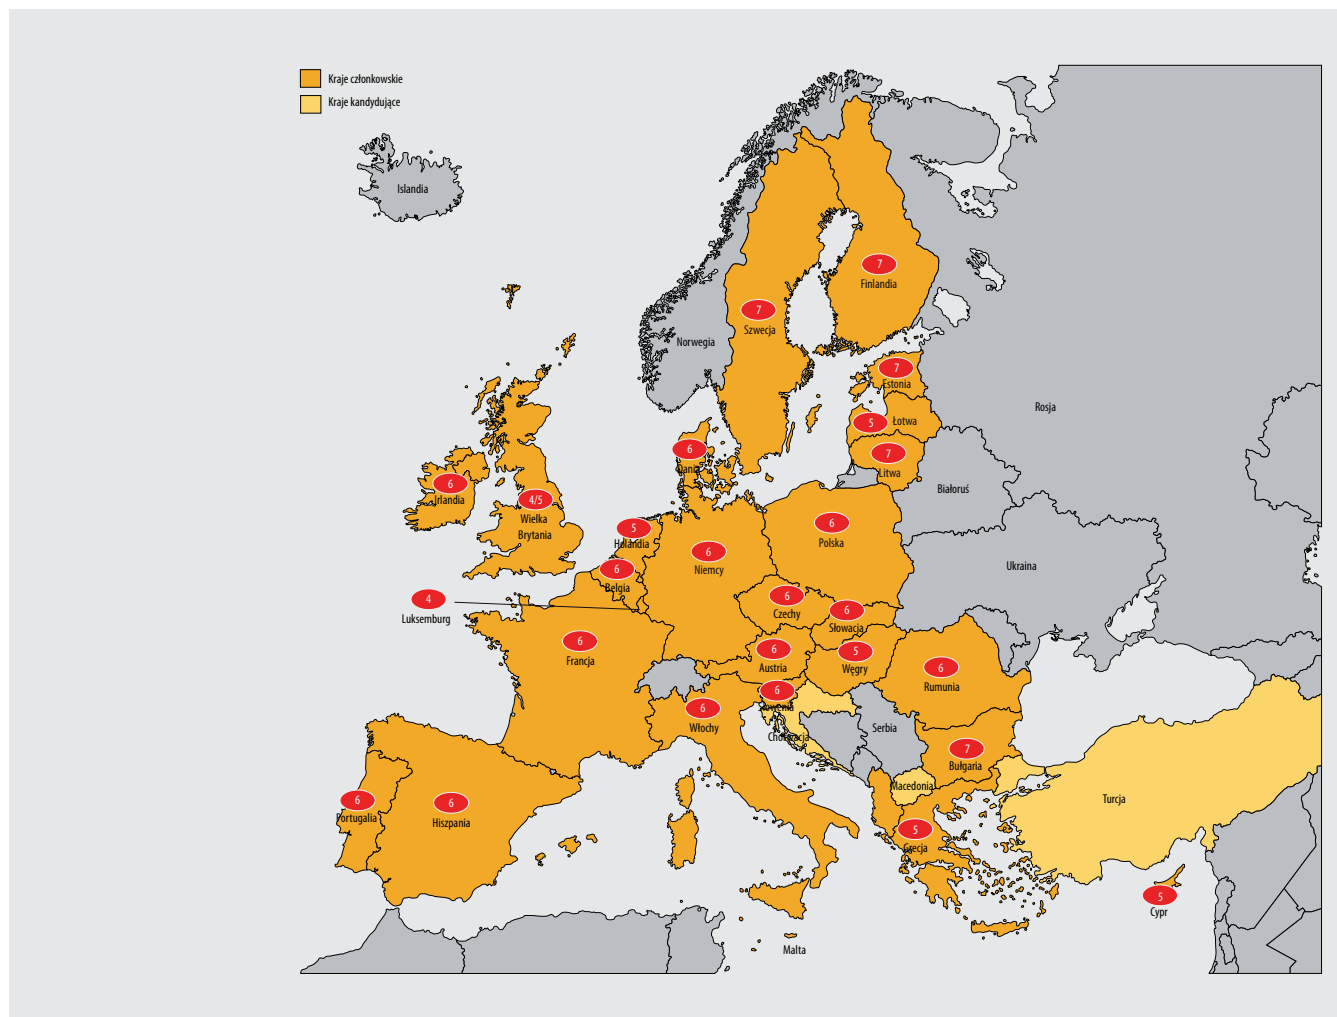 Kraje członkowskie
Kraje kandydujące
Islandia
7
Finlandia
7
Szwecja
Norwegia
7
Estonia
Rosja
5
Łotwa
6
Dania
7
Litwa
6
Irlandia
4/5
Wielka
Brytania
Białoruś
5
Holandia
6
Polska
6
Niemcy
Ukraina
6
Belgia
4
Luksemburg
6
Czechy
6
Słowacja
6
Francja
6
Austria
5
Węgry
6
Rumunia
6
Słowenia
6
Włochy
Chorwacja
Serbia
7
Bułgaria
Macedonia
Turcja
6
Portugalia
6
Hiszpania
5
Grecja
5
Cypr
Malta